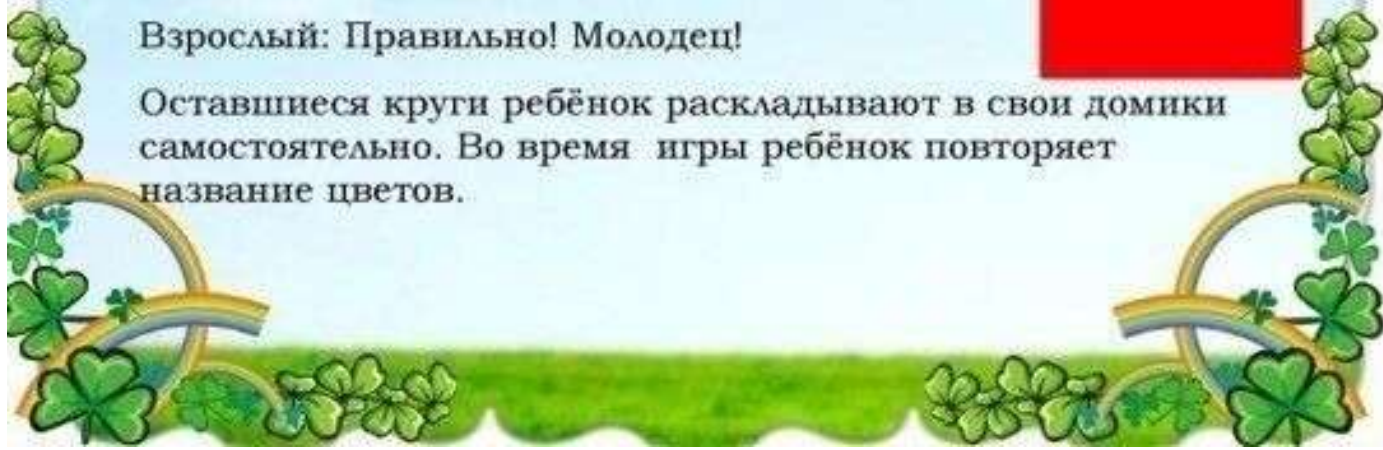 Взрослый: Правильно! Молодец!
Оставшиеся круги ребёнок раскладывают в свои домики
самостоятельно. Во время игры ребёнок повторяет
название цветов.